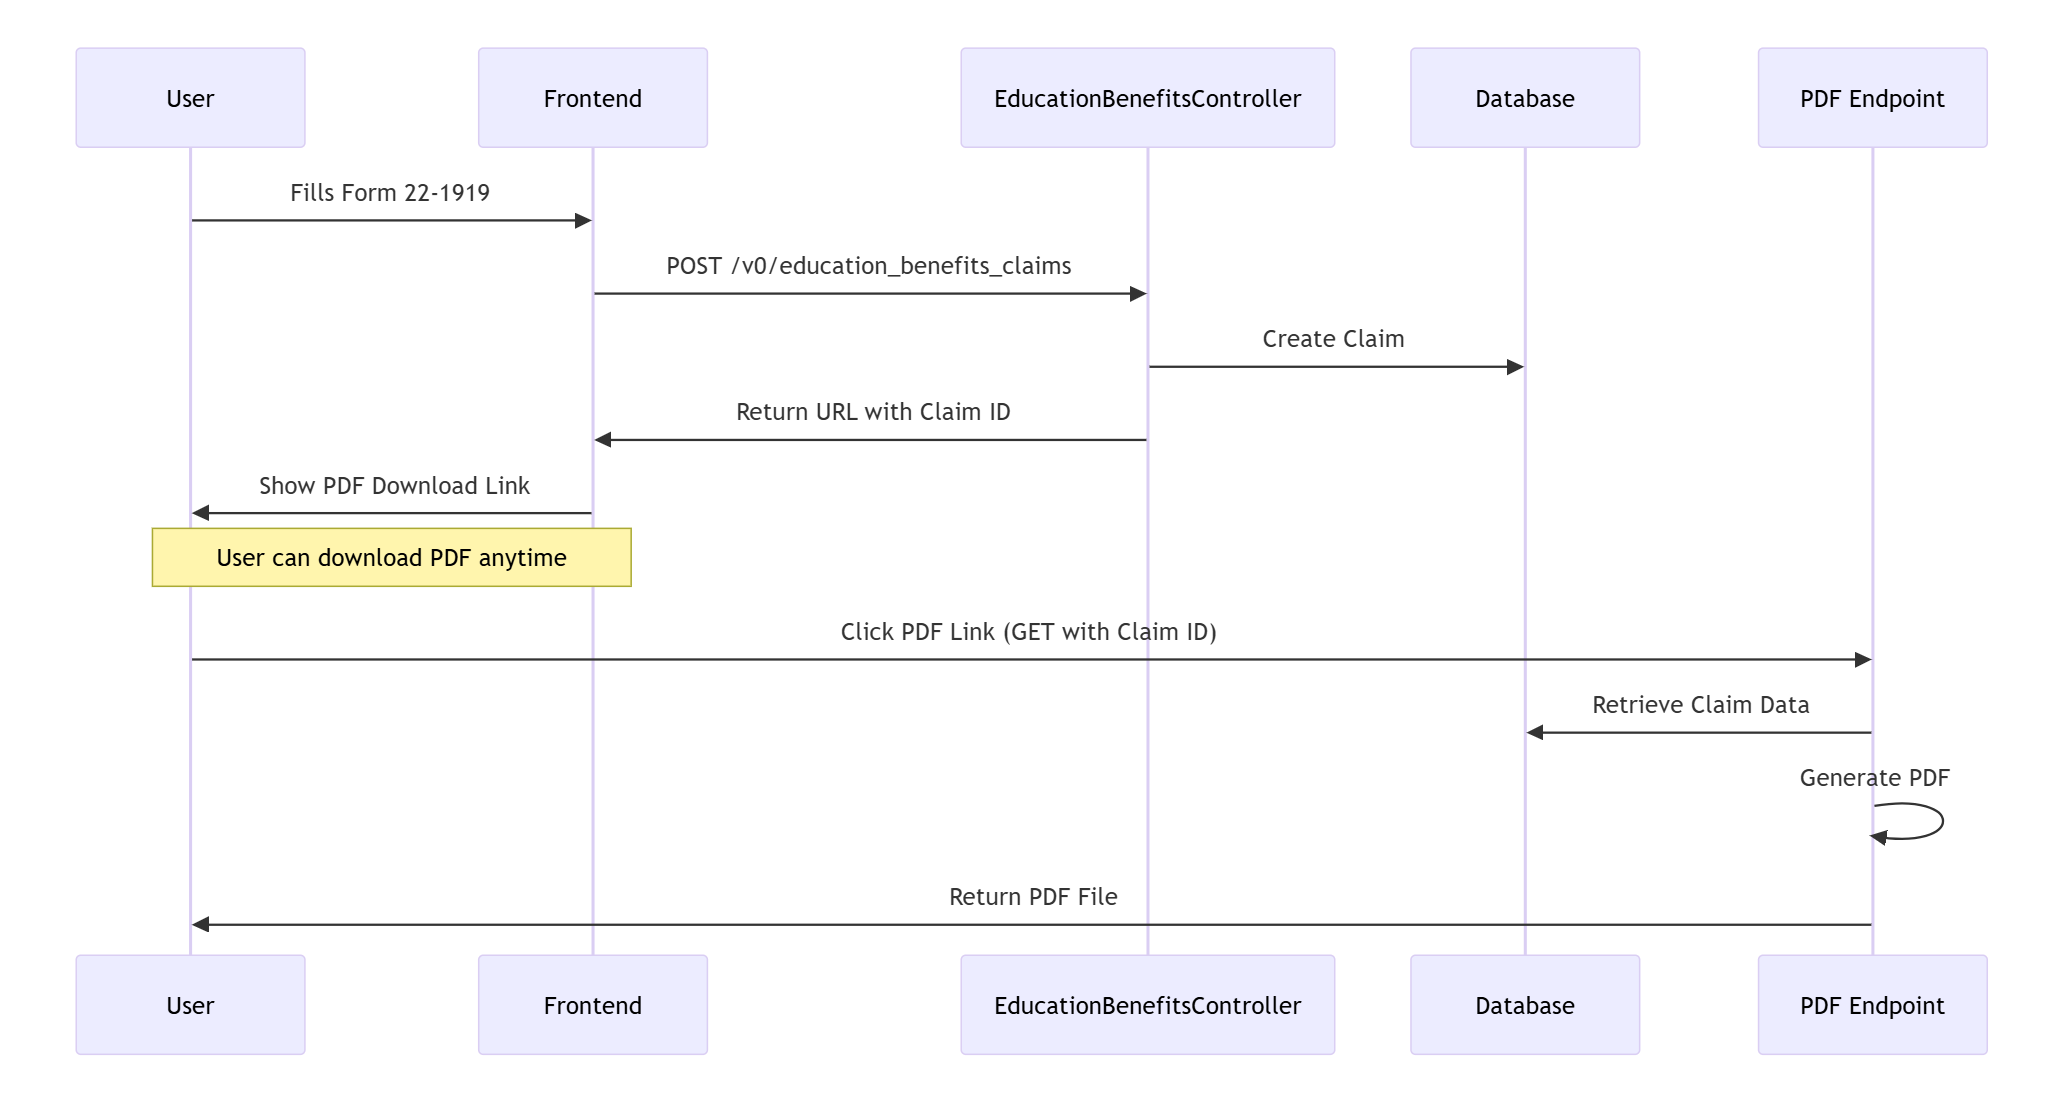 User
Frontend
EducationBenefitsController
Database
PDF Endpoint
Fills Form 22-1919
POST /v0/education_benefits_claims
Create Claim
Return URL with Claim ID
Show PDF Download Link
User can download PDF anytime
Click PDF Link (GET with Claim ID)
Retrieve Claim Data
Generate PDF
Return PDF File
User
Frontend
EducationBenefitsController
Database
PDF Endpoint